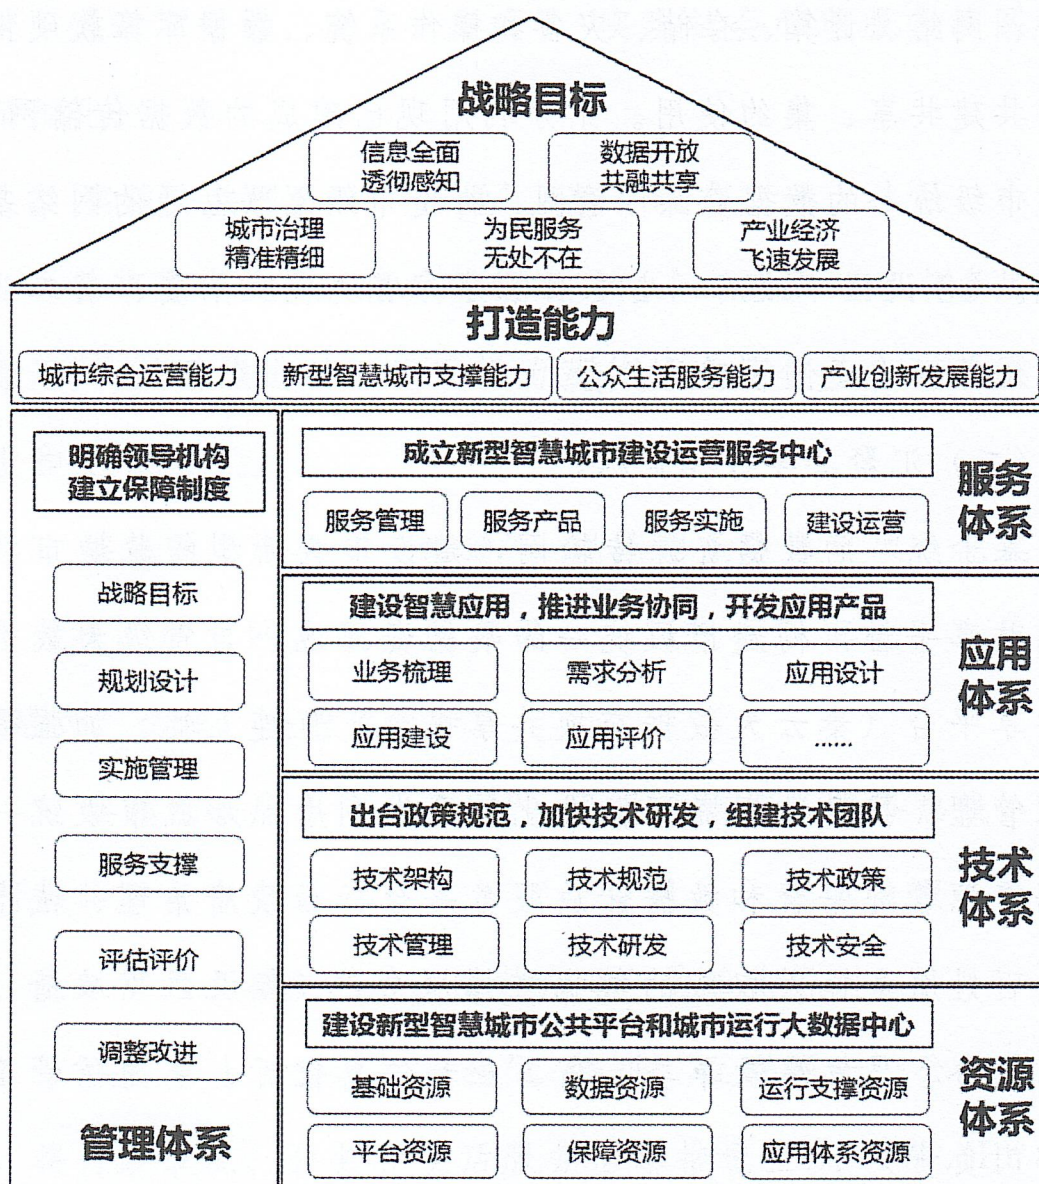 战略目标
信息全面
透彻感知
数据开放
共融共享
城市治理
精准精细
为民服务
无处不在
产业经济
飞速发展
打造能力
城市综合运营能力
新型智慧城市支撑能力
公众生活服务能力
产业创新发展能力
明确领导机构
建立保障制度
战略目标
规划设计
实施管理
服务支撑
评估评价
调整改进
管理体系
成立新型智慧城市建设运营服务中心
服务管理
服务产品
服务实施
建设运营
服务
体系
建设智慧应用，推进业务协同，开发应用产品
业务梳理
需求分析
应用设计
应用建设
应用评价
......
应用
体系
出台政策规范，加快技术研发，组建技术团队
技术架构
技术规范
技术政策
技术管理
技术研发
技术安全
技术
体系
建设新型智慧城市公共平台和城市运行大数据中心
基础资源
数据资源
运行支撑资源
平台资源
保障资源
应用体系资源
资源
体系